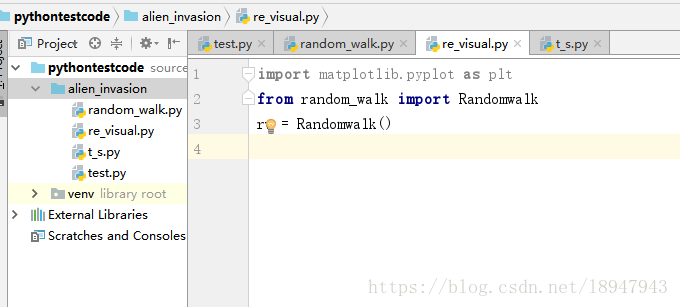 pythontestcode
alien_invasion
re_visual.py
Project
test.py
random_walk.py
re_visual.py
t_s.py
pythontestcode source
alien_invasion
random_walk.py
re_visual.py
t_s.py
test.py
venv library root
External Libraries
Scratches and Consoles
1 import matplotlib.pyplot as plt
2 from random_walk import Randomwalk
3 r = Randomwalk()
4
https://blog.csdn.net/l8947943